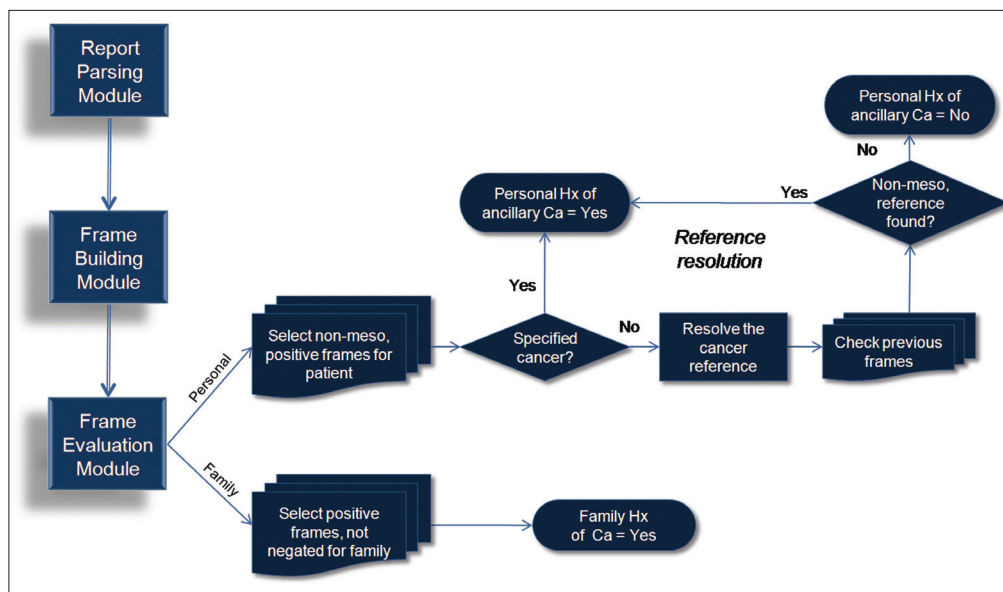 Report
Parsing
Module
Frame
Building
Module
Frame
Evaluation
Module
Personal
Family
Select non-meso,
positive frames for
patient
Specified
cancer?
Yes
No
Personal Hx of
ancillary Ca = Yes
Resolve the
cancer
reference
Check previous
frames
Reference
resolution
Non-meso,
reference
found?
Yes
No
Personal Hx of
ancillary Ca = No
Select positive
frames, not
negated for family
Family Hx
of Ca = Yes